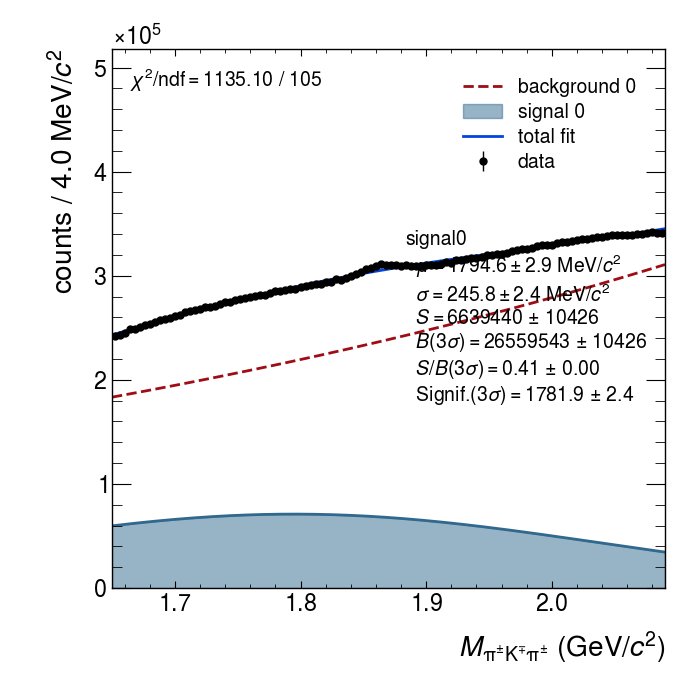 ×10⁵
counts / 4.0 MeV/c²
χ²/ndf = 1135.10 / 105
background 0
signal 0
total fit
data
signal0
μ = 1794.6 ± 2.9 MeV/c²
σ = 245.8 ± 2.4 MeV/c²
S = 6639440 ± 10426
B(3σ) = 26559543 ± 10426
S/B(3σ) = 0.41 ± 0.00
Signif.(3σ) = 1781.9 ± 2.4
5
4
3
2
1
0
1.7 1.8 1.9 2.0
M_π±K∓π± (GeV/c²)